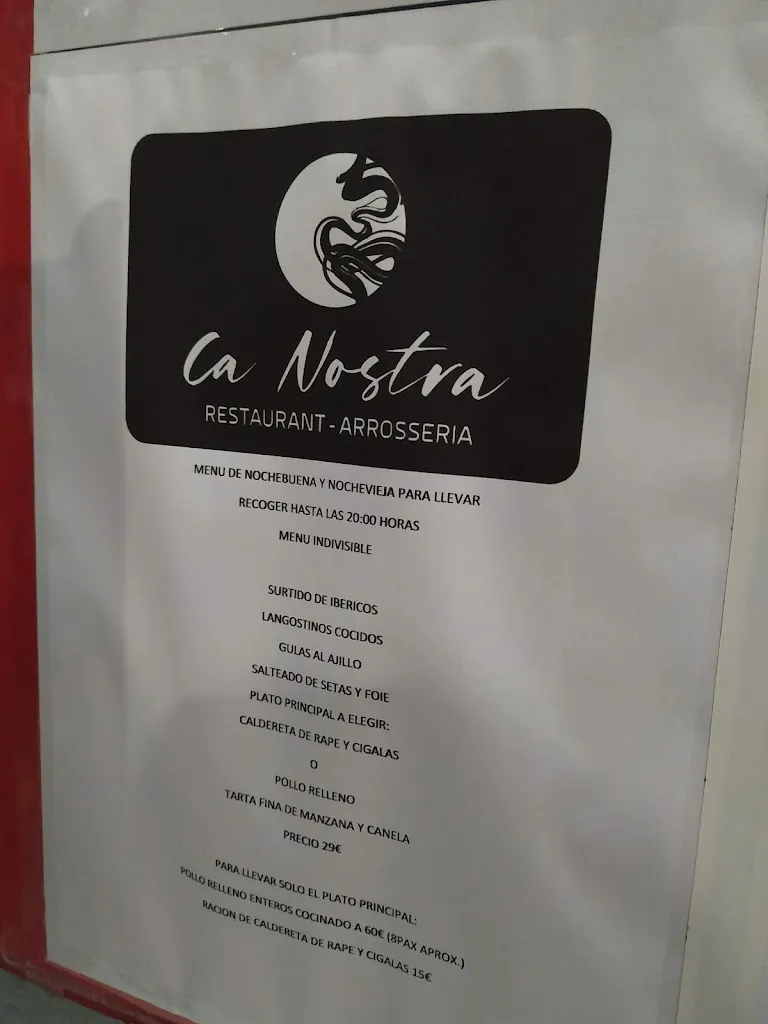 Ca Nostra
RESTAURANT - ARROSSERIA
MENU DE NOCHEBUENA Y NOCHEVIEJA PARA LLEVAR
RECOGER HASTA LAS 20:00 HORAS
MENU INDIVISIBLE
SURTIDO DE IBERICOS
LANGOSTINOS COCIDOS
GULAS AL AJILLO
SALTEADO DE SETAS Y FOIE
PLATO PRINCIPAL A ELEGIR:
CALDERETA DE RAPE Y CIGALAS
O
POLLO RELLENO
TARTA FINA DE MANZANA Y CANELA
PRECIO 29€
PARA LLEVAR SOLO EL PLATO PRINCIPAL:
POLLO RELLENO ENTEROS COCINADO A 60€ (8PAX APROX.)
RACION DE CALDERETA DE RAPE Y CIGALAS 15€